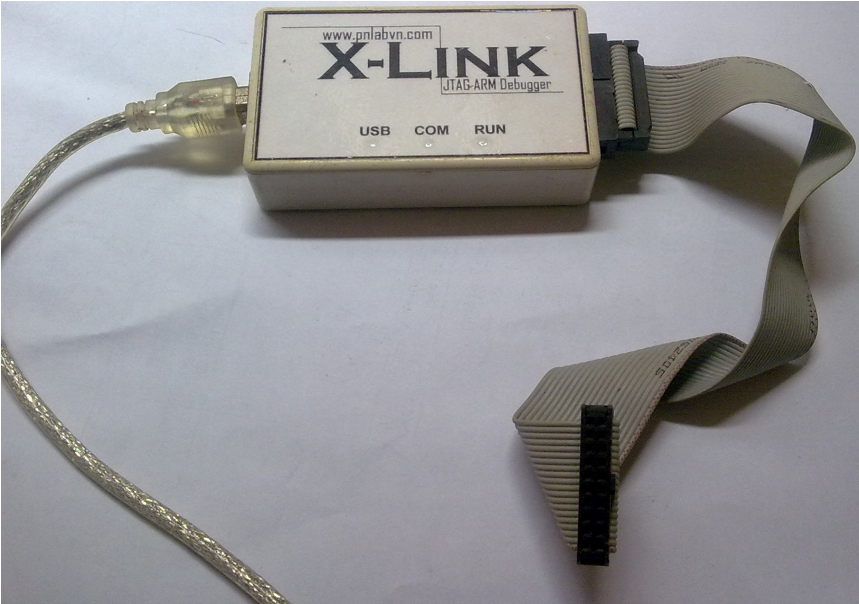 www.pnlabvn.com
X-LINK
JTAG-ARM Debugger
USB COM RUN